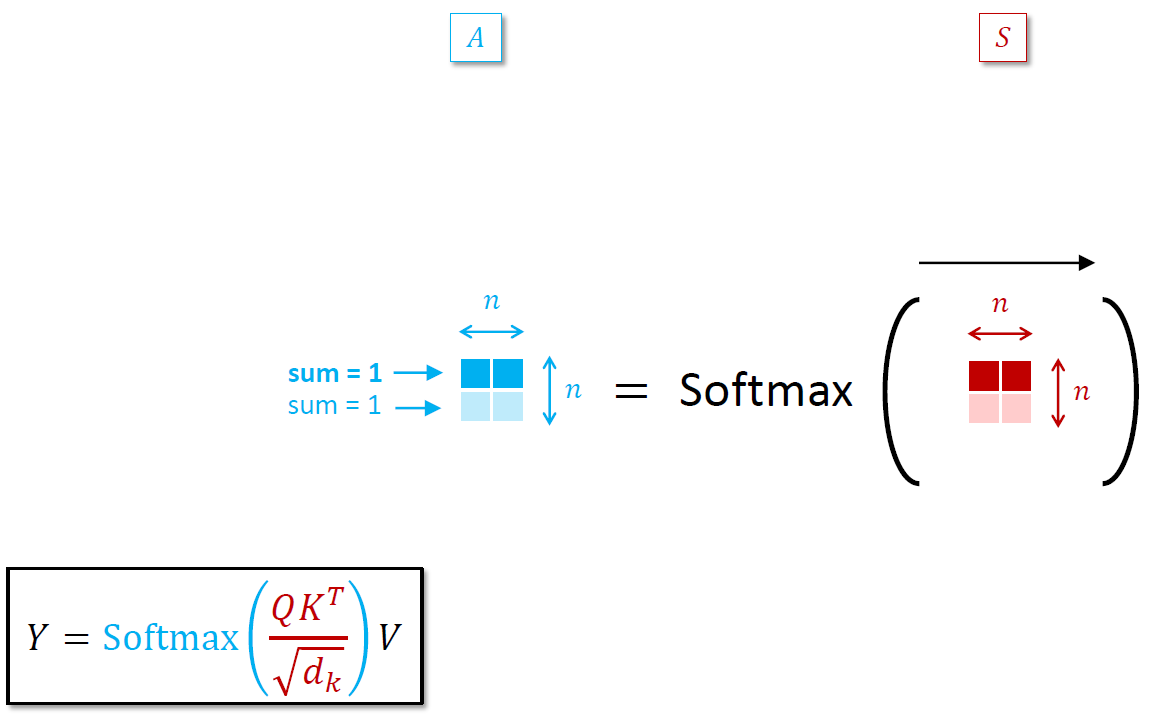 A S
n n
sum = 1
sum = 1
n = Softmax ( n )
Y = Softmax(QK^T / √d_k) V